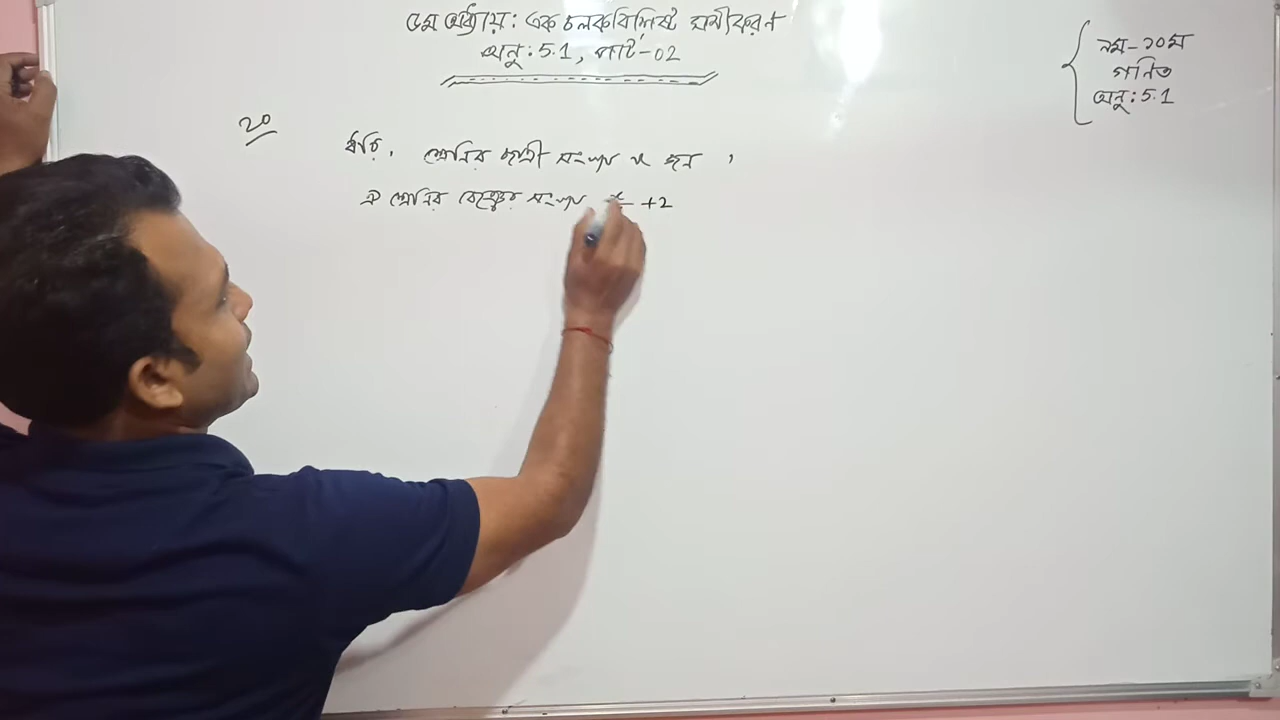 ৫ম অধ্যায়: এক চলকবিশিষ্ট সমীকরণ
অনু: 5.1, পার্ট-02
নবম-১০ম
গণিত
অনু: 5.1
২০
ধরি, শ্রেণির ছাত্রী সংখ্যা x জন,
ঐ শ্রেণির বেঞ্চের সংখ্যা x +2